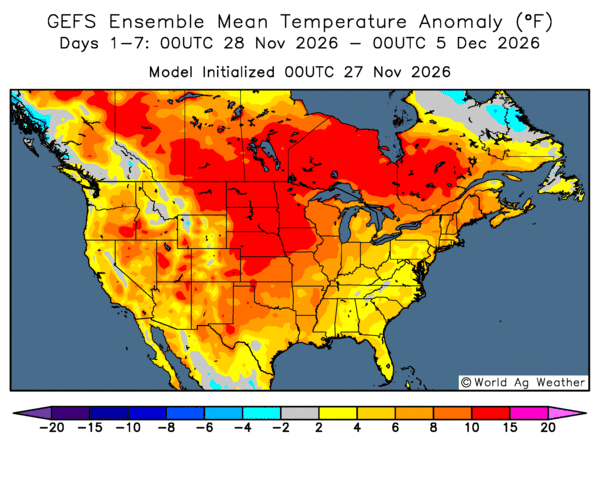 GEFS Ensemble Mean Temperature Anomaly (°F)
Days 1-7: 00UTC 28 Nov 2026 - 00UTC 5 Dec 2026
Model Initialized 00UTC 27 Nov 2026
©World Ag Weather
-20 -15 -10 -8 -6 -4 -2 2 4 6 8 10 15 20